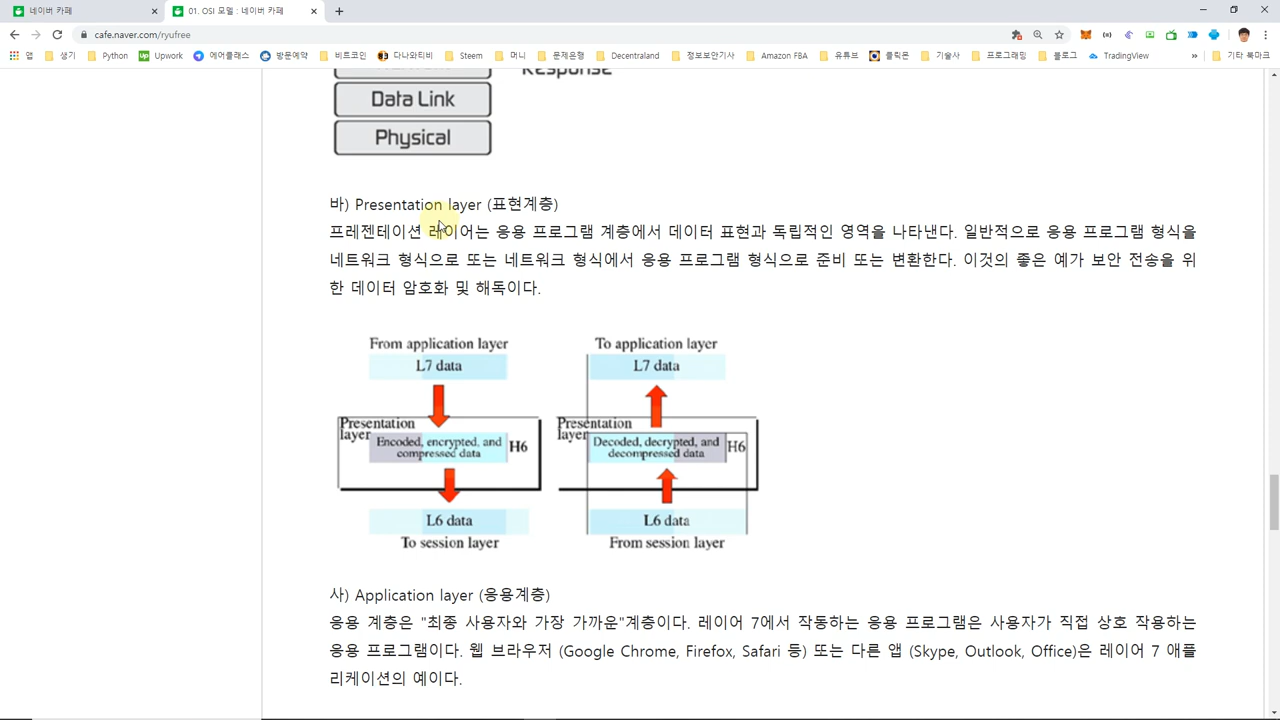 네이버 카페
01. OSI 모델 : 네이버 카페
cafe.naver.com/ryufree
앱 생기 Python Upwork 에어클래스 방문예약 비트코인 다나와티비 Steem 머니 문제은행 Decentraland 정보보안기사 Amazon FBA 유튜브 클릭몬 기술사 프로그래밍 블로그 TradingView » 기타 북마크
Response
Data Link
Physical
바) Presentation layer (표현계층)
프레젠테이션 레이어는 응용 프로그램 계층에서 데이터 표현과 독립적인 영역을 나타낸다. 일반적으로 응용 프로그램 형식을
네트워크 형식으로 또는 네트워크 형식에서 응용 프로그램 형식으로 준비 또는 변환한다. 이것의 좋은 예가 보안 전송을 위
한 데이터 암호화 및 해독이다.
From application layer
L7 data
Presentation
layer
Encoded, encrypted, and
compressed data
H6
L6 data
To session layer
To application layer
L7 data
Presentation
layer
Decoded, decrypted, and
decompressed data
H6
L6 data
From session layer
사) Application layer (응용계층)
응용 계층은 "최종 사용자와 가장 가까운"계층이다. 레이어 7에서 작동하는 응용 프로그램은 사용자가 직접 상호 작용하는
응용 프로그램이다. 웹 브라우저 (Google Chrome, Firefox, Safari 등) 또는 다른 앱 (Skype, Outlook, Office)은 레이어 7 애플
리케이션의 예이다.